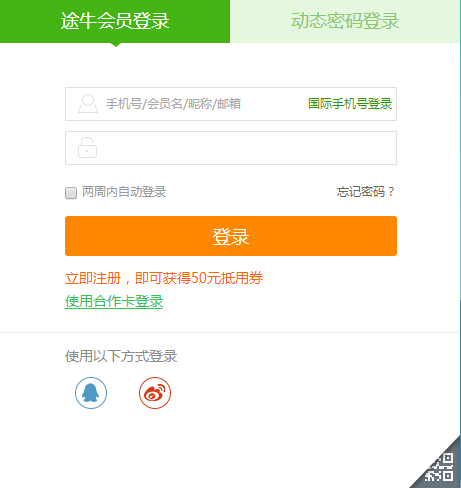 途牛会员登录
动态密码登录
手机号/会员名/昵称/邮箱
国际手机号登录
两周内自动登录
忘记密码？
登录
立即注册，即可获得50元抵用券
使用合作卡登录
使用以下方式登录